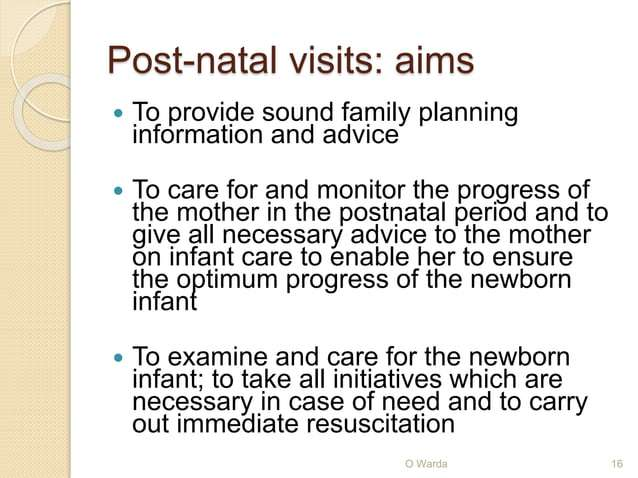 Post-natal visits: aims
• To provide sound family planning
information and advice
• To care for and monitor the progress of
the mother in the postnatal period and to
give all necessary advice to the mother
on infant care to enable her to ensure
the optimum progress of the newborn
infant
• To examine and care for the newborn
infant; to take all initiatives which are
necessary in case of need and to carry
out immediate resuscitation
O Warda
16